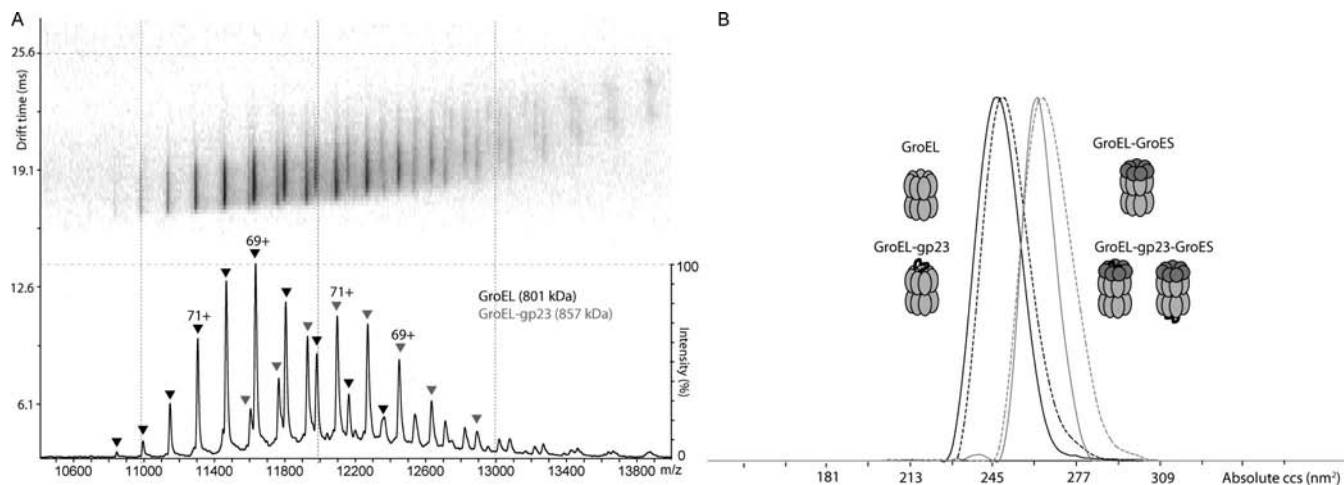 A
B
25.6
Drift time (ms)
19.1
12.6
6.1
69+
71+
71+
69+
GroEL (801 kDa)
GroEL-gp23 (857 kDa)
100
Intensity (%)
0
10600 11000 11400 11800 12200 12600 13000 13400 13800 m/z
GroEL
GroEL-GroES
GroEL-gp23
GroEL-gp23-GroES
181 213 245 277 309 Absolute ccs (nm²)